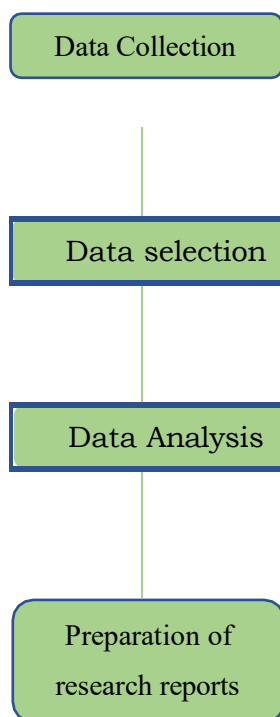 Data Collection
Data selection
Data Analysis
Preparation of
research reports